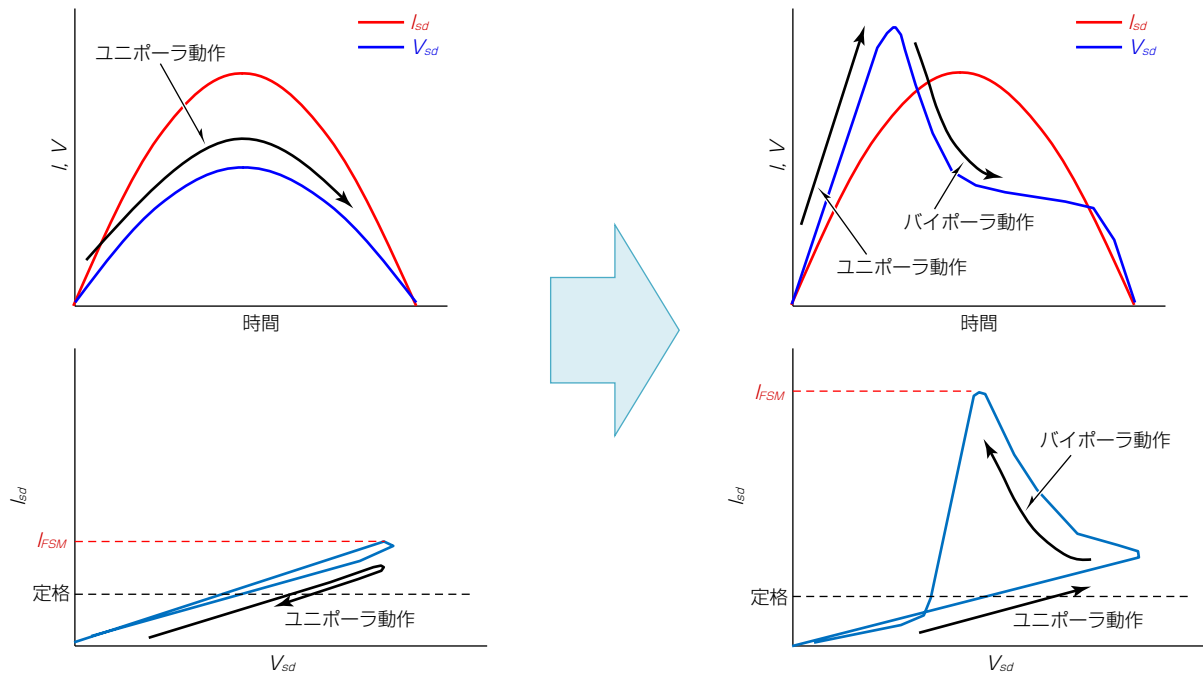 I_sd
V_sd
ユニポーラ動作
I, V
時間
I_sd
V_sd
I, V
バイポーラ動作
ユニポーラ動作
時間
I_sd
I_FSM
定格
ユニポーラ動作
V_sd
I_sd
I_FSM
バイポーラ動作
定格
ユニポーラ動作
V_sd